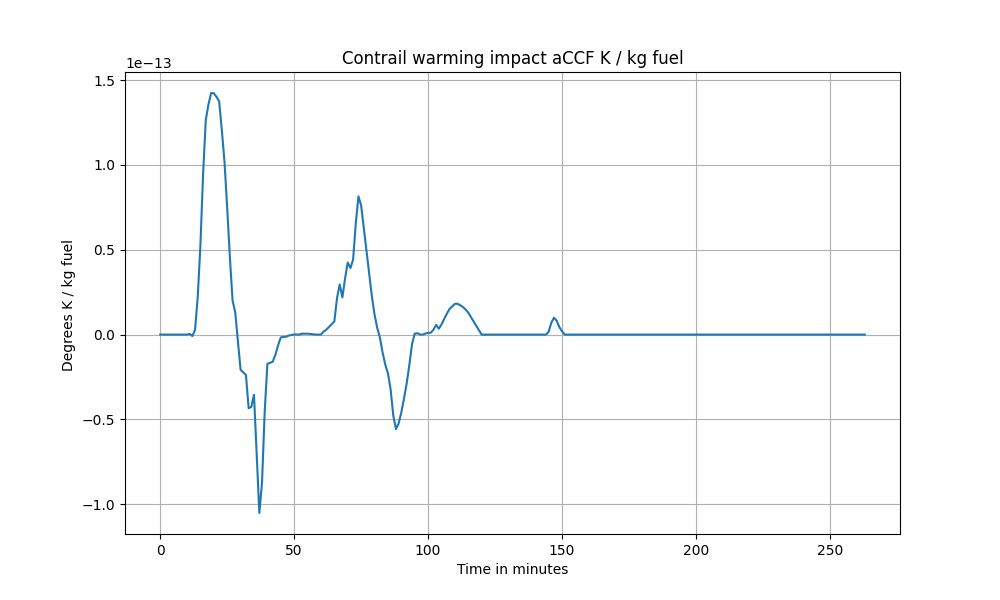 Contrail warming impact aCCF K / kg fuel
1e−13
1.5
1.0
0.5
0.0
−0.5
−1.0
Degrees K / kg fuel
0 50 100 150 200 250
Time in minutes